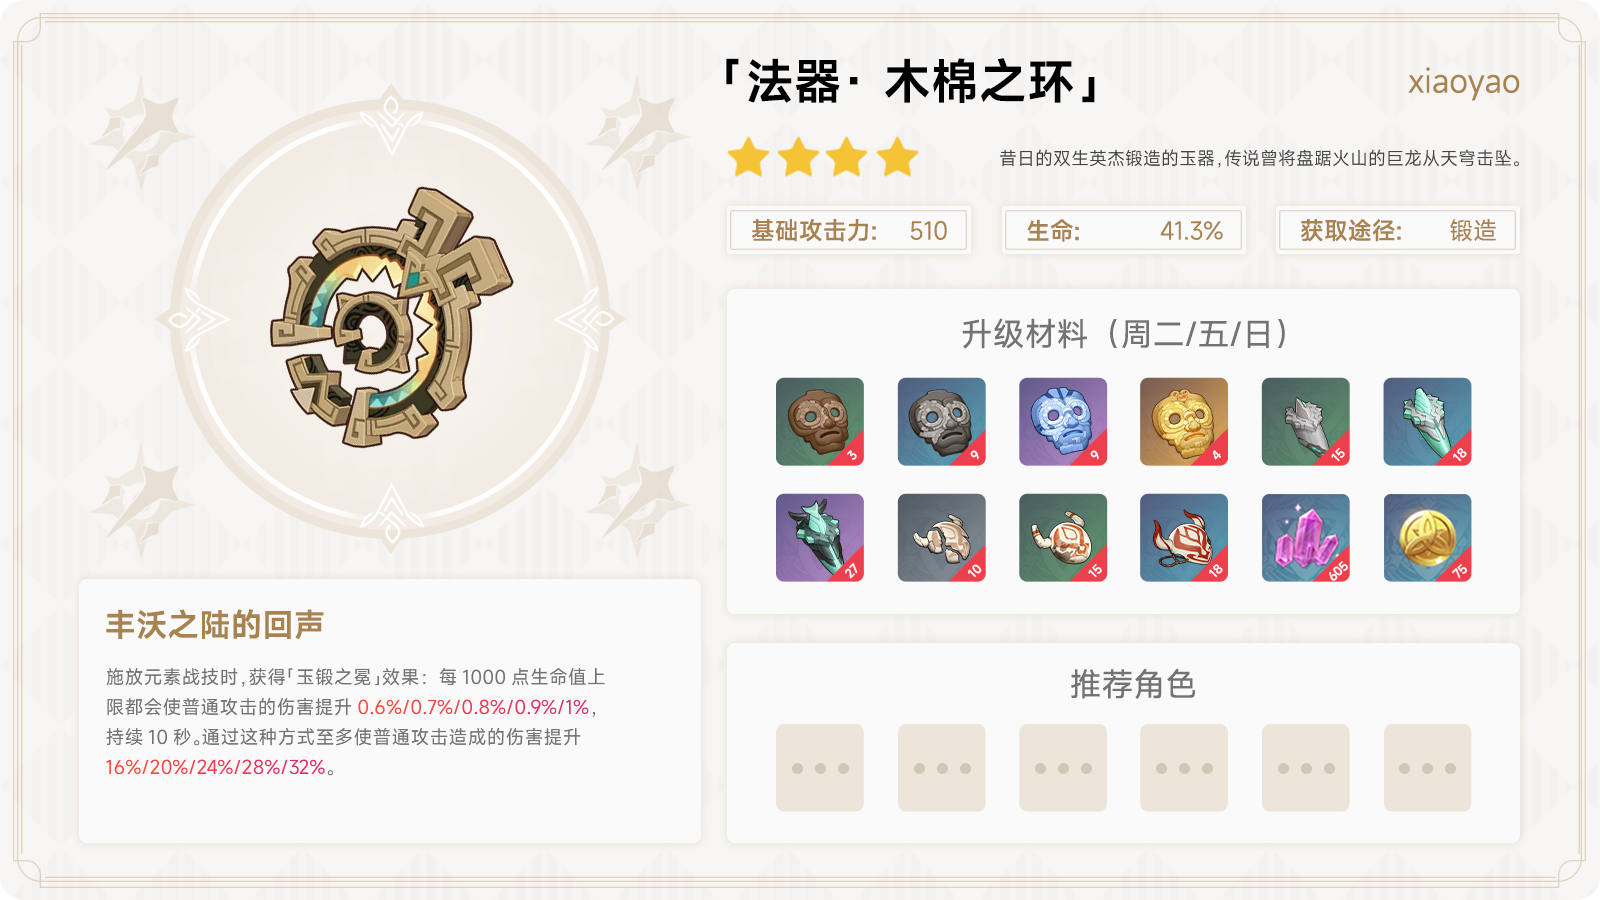 「法器· 木棉之环」
xiaoyao
昔日的双生英杰锻造的玉器,传说曾将盘踞火山的巨龙从天穹击坠。
基础攻击力: 510
生命: 41.3%
获取途径: 锻造
升级材料（周二/五/日）
3 9 9 4 15 18
27 10 15 18 605 75
丰沃之陆的回声
施放元素战技时,获得「玉锻之冕」效果：每 1000 点生命值上
限都会使普通攻击的伤害提升 0.6%/0.7%/0.8%/0.9%/1%,
持续 10 秒。通过这种方式至多使普通攻击造成的伤害提升
16%/20%/24%/28%/32%。
推荐角色